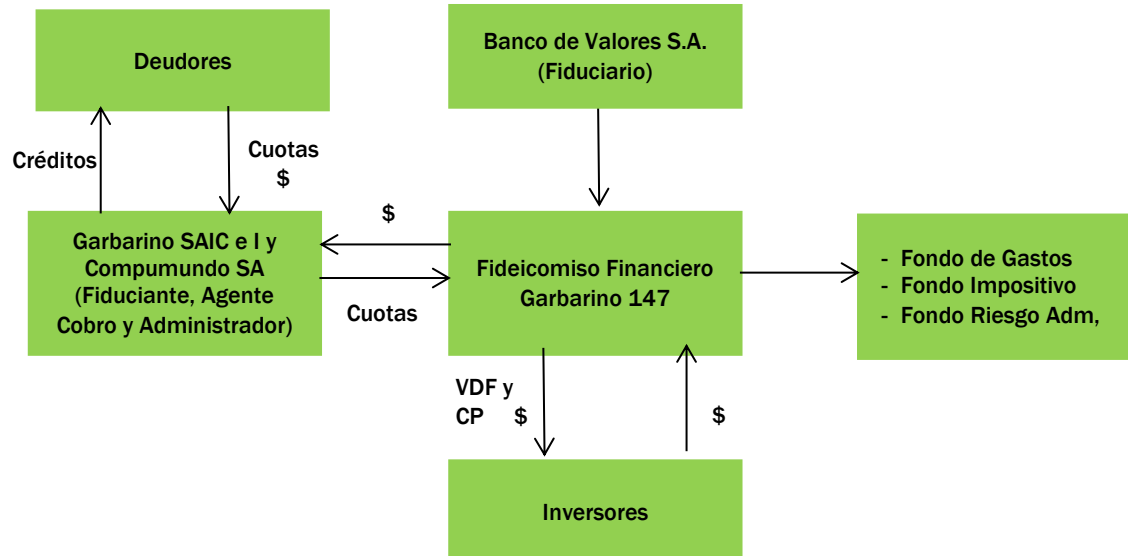 Deudores
Banco de Valores S.A.
(Fiduciario)
Créditos
Cuotas
$
Garbarino SAIC e I y
Compumundo SA
(Fiduciante, Agente
Cobro y Administrador)
$
Cuotas
Fideicomiso Financiero
Garbarino 147
- Fondo de Gastos
- Fondo Impositivo
- Fondo Riesgo Adm,
VDF y
CP $
$
Inversores